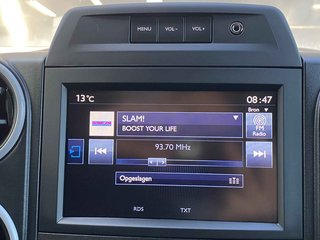 MENU VOL- VOL+
13°C 08:47
Bron
SLAM!
BOOST YOUR LIFE
FM
Radio
93.70 MHz
Opgeslagen
RDS TXT